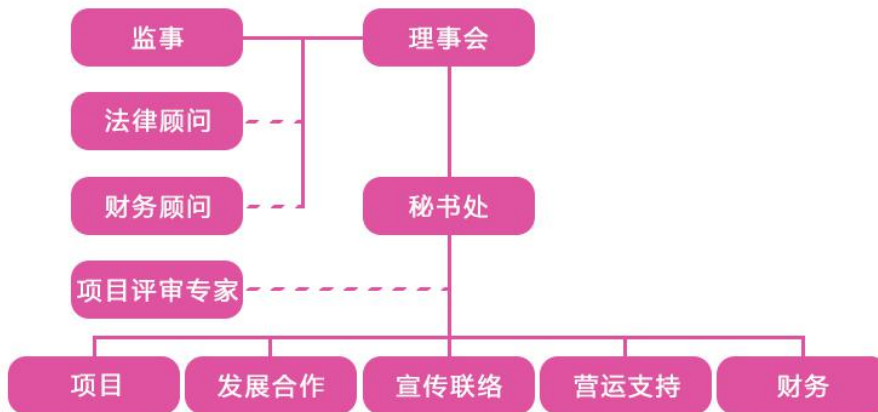 监事
理事会
法律顾问
财务顾问
秘书处
项目评审专家
项目
发展合作
宣传联络
营运支持
财务